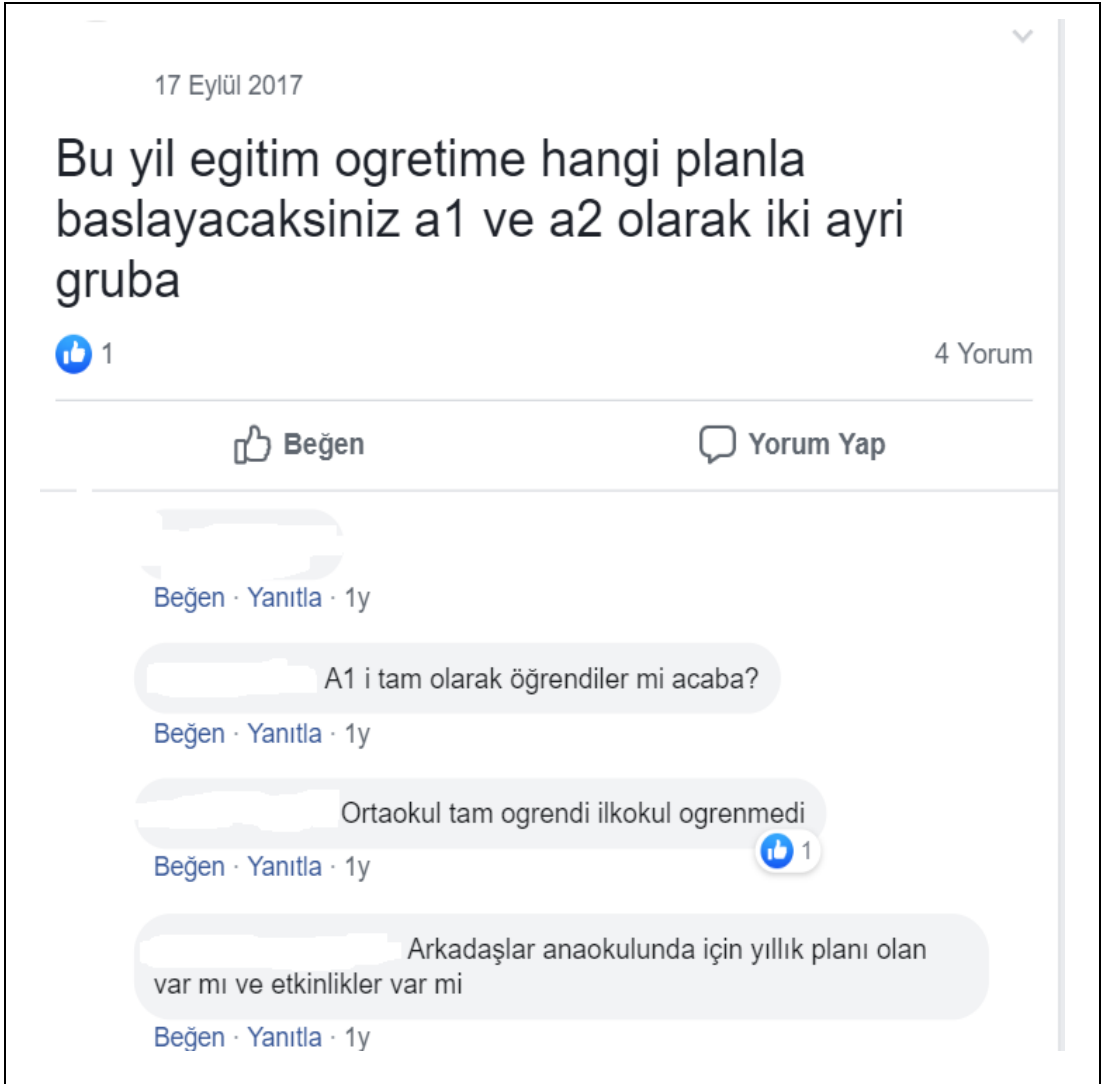 17 Eylül 2017
Bu yil egitim ogretime hangi planla
baslayacaksiniz a1 ve a2 olarak iki ayri
gruba
1
4 Yorum
Beğen
Yorum Yap
Beğen · Yanıtla · 1y
A1 i tam olarak öğrendiler mi acaba?
Beğen · Yanıtla · 1y
Ortaokul tam ogrendi ilkokul ogrenmedi
1
Beğen · Yanıtla · 1y
Arkadaşlar anaokulunda için yıllık planı olan
var mı ve etkinlikler var mi
Beğen · Yanıtla · 1y